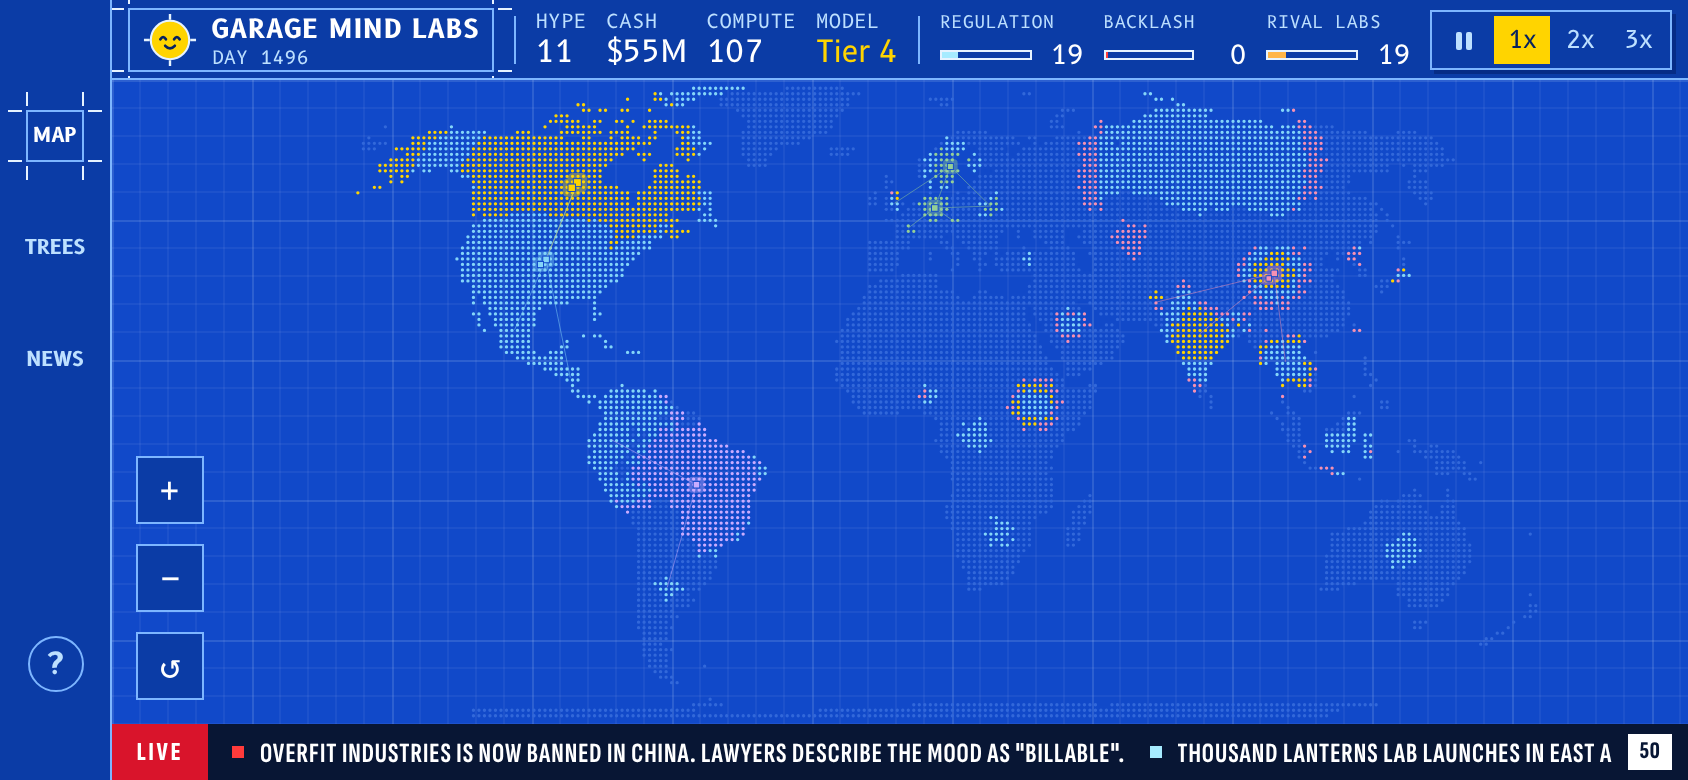 GARAGE MIND LABS
DAY 1496
HYPE
11
CASH
$55M
COMPUTE
107
MODEL
Tier 4
REGULATION
19
BACKLASH
0
RIVAL LABS
19
1x
2x
3x
MAP
TREES
NEWS
+
−
↺
?
LIVE
OVERFIT INDUSTRIES IS NOW BANNED IN CHINA. LAWYERS DESCRIBE THE MOOD AS "BILLABLE".
THOUSAND LANTERNS LAB LAUNCHES IN EAST A
50